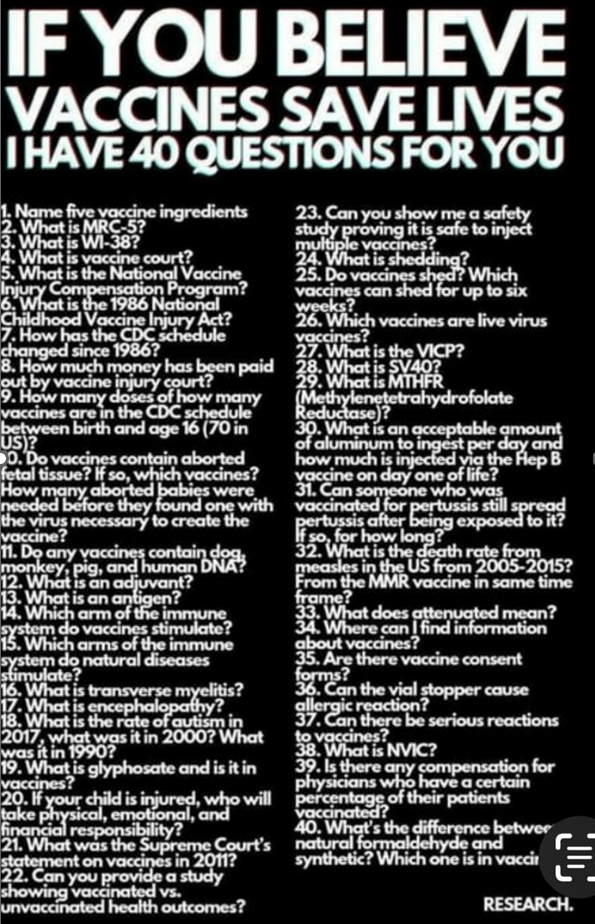 IF YOU BELIEVE
VACCINES SAVE LIVES
I HAVE 40 QUESTIONS FOR YOU
1. Name five vaccine ingredients
2. What is MRC-5?
3. What is WI-38?
4. What is vaccine court?
5. What is the National Vaccine
Injury Compensation Program?
6. What is the 1986 National
Childhood Vaccine Injury Act?
7. How has the CDC schedule
changed since 1986?
8. How much money has been paid
out by vaccine injury court?
9. How many doses of how many
vaccines are in the CDC schedule
between birth and age 16 (70 in
US)?
0. Do vaccines contain aborted
fetal tissue? If so, which vaccines?
How many aborted babies were
needed before they found one with
the virus necessary to create the
vaccine?
11. Do any vaccines contain dog,
monkey, pig, and human DNA?
12. What is an adjuvant?
13. What is an antigen?
14. Which arm of the immune
system do vaccines stimulate?
15. Which arms of the immune
system do natural diseases
stimulate?
16. What is transverse myelitis?
17. What is encephalopathy?
18. What is the rate of autism in
2017, what was it in 2000? What
was it in 1990?
19. What is glyphosate and is it in
vaccines?
20. If your child is injured, who will
take physical, emotional, and
financial responsibility?
21. What was the Supreme Court's
statement on vaccines in 2011?
22. Can you provide a study
showing vaccinated vs.
unvaccinated health outcomes?
23. Can you show me a safety
study proving it is safe to inject
multiple vaccines?
24. What is shedding?
25. Do vaccines shed? Which
vaccines can shed for up to six
weeks?
26. Which vaccines are live virus
vaccines?
27. What is the VICP?
28. What is SV40?
29. What is MTHFR
(Methylenetetrahydrofolate
Reductase)?
30. What is an acceptable amount
of aluminum to ingest per day and
how much is injected via the Hep B
vaccine on day one of life?
31. Can someone who was
vaccinated for pertussis still spread
pertussis after being exposed to it?
If so, for how long?
32. What is the death rate from
measles in the US from 2005-2015?
From the MMR vaccine in same time
frame?
33. What does attenuated mean?
34. Where can I find information
about vaccines?
35. Are there vaccine consent
forms?
36. Can the vial stopper cause
allergic reaction?
37. Can there be serious reactions
to vaccines?
38. What is NVIC?
39. Is there any compensation for
physicians who have a certain
percentage of their patients
vaccinated?
40. What's the difference betwee
natural formaldehyde and
synthetic? Which one is in vaccin
RESEARCH.